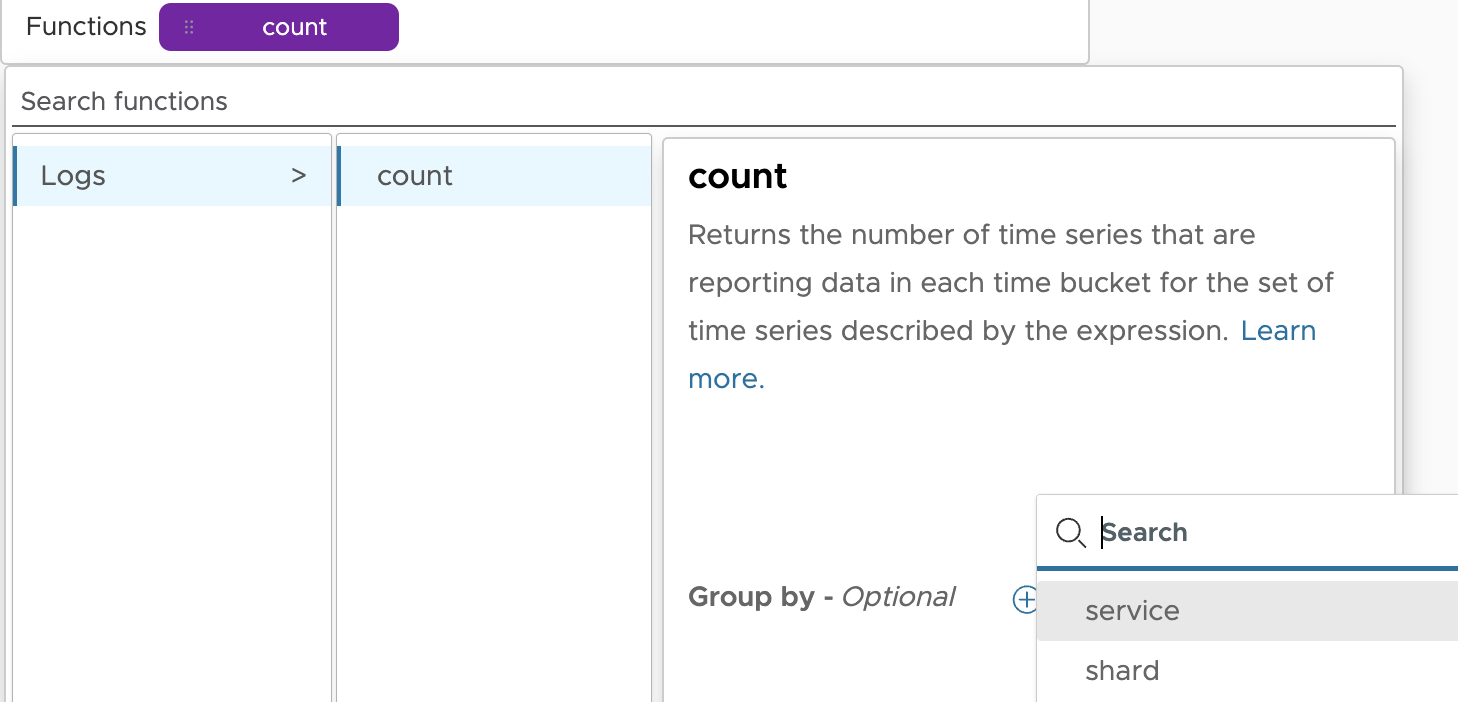 Functions
count
Search functions
Logs >
count
count
Returns the number of time series that are
reporting data in each time bucket for the set of
time series described by the expression. Learn
more.
Search
Group by - Optional
service
shard